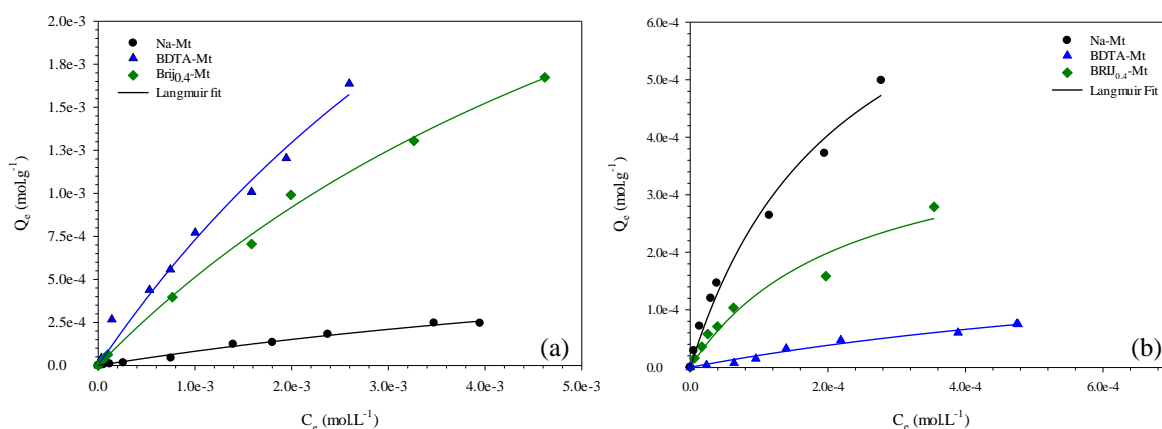 2.0e-3
1.8e-3
1.5e-3
1.3e-3
1.0e-3
7.5e-4
5.0e-4
2.5e-4
0.0
Qe (mol.g-1)
Na-Mt
BDTA-Mt
Brij0.4-Mt
Langmuir fit
(a)
0.0 1.0e-3 2.0e-3 3.0e-3 4.0e-3 5.0e-3
Ce (mol.L-1)
6.0e-4
5.0e-4
4.0e-4
3.0e-4
2.0e-4
1.0e-4
0.0
Qe (mol.g-1)
Na-Mt
BDTA-Mt
BRIJ0.4-Mt
Langmuir Fit
(b)
0.0 2.0e-4 4.0e-4 6.0e-4
Ce (mol.L-1)